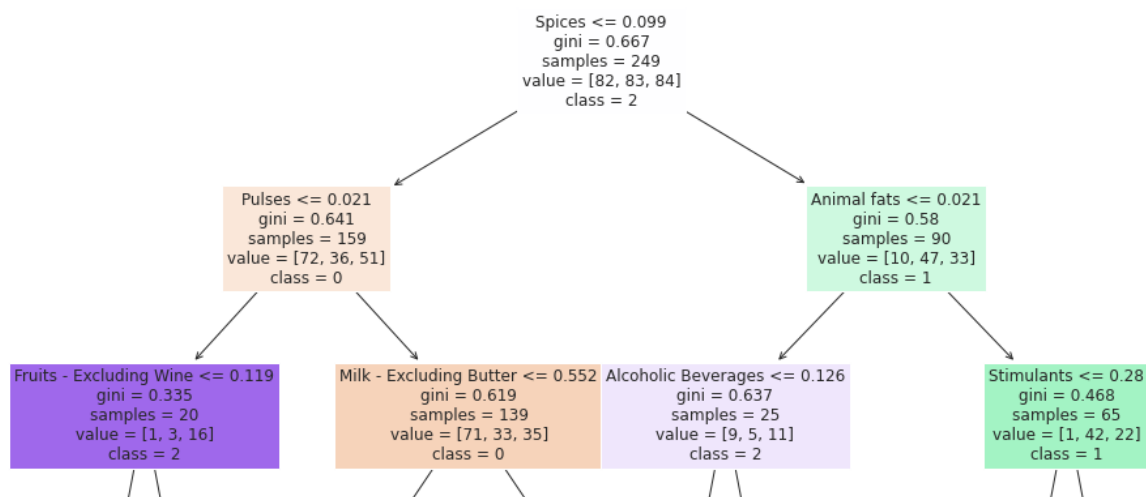 Spices <= 0.099
gini = 0.667
samples = 249
value = [82, 83, 84]
class = 2
Pulses <= 0.021
gini = 0.641
samples = 159
value = [72, 36, 51]
class = 0
Animal fats <= 0.021
gini = 0.58
samples = 90
value = [10, 47, 33]
class = 1
Fruits - Excluding Wine <= 0.119
gini = 0.335
samples = 20
value = [1, 3, 16]
class = 2
Milk - Excluding Butter <= 0.552
gini = 0.619
samples = 139
value = [71, 33, 35]
class = 0
Alcoholic Beverages <= 0.126
gini = 0.637
samples = 25
value = [9, 5, 11]
class = 2
Stimulants <= 0.28
gini = 0.468
samples = 65
value = [1, 42, 22]
class = 1